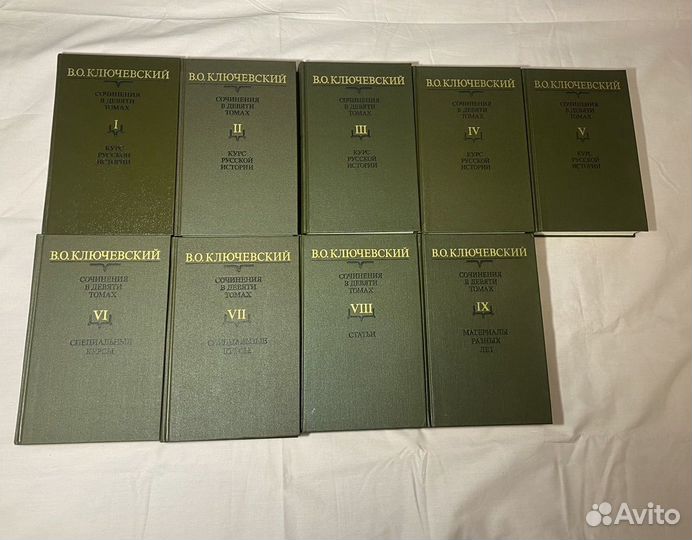 В.О. КЛЮЧЕВСКИЙ
СОЧИНЕНИЯ
В ДЕВЯТИ
ТОМАХ
I
КУРС
РУССКОЙ
ИСТОРИИ
В.О. КЛЮЧЕВСКИЙ
СОЧИНЕНИЯ
В ДЕВЯТИ
ТОМАХ
II
КУРС
РУССКОЙ
ИСТОРИИ
В.О. КЛЮЧЕВСКИЙ
СОЧИНЕНИЯ
В ДЕВЯТИ
ТОМАХ
III
КУРС
РУССКОЙ
ИСТОРИИ
В.О. КЛЮЧЕВСКИЙ
СОЧИНЕНИЯ
В ДЕВЯТИ
ТОМАХ
IV
КУРС
РУССКОЙ
ИСТОРИИ
В.О. КЛЮЧЕВСКИЙ
СОЧИНЕНИЯ
В ДЕВЯТИ
ТОМАХ
V
КУРС
РУССКОЙ
ИСТОРИИ
В.О. КЛЮЧЕВСКИЙ
СОЧИНЕНИЯ
В ДЕВЯТИ
ТОМАХ
VI
СПЕЦИАЛЬНЫЕ
КУРСЫ
В.О. КЛЮЧЕВСКИЙ
СОЧИНЕНИЯ
В ДЕВЯТИ
ТОМАХ
VII
СПЕЦИАЛЬНЫЕ
КУРСЫ
В.О. КЛЮЧЕВСКИЙ
СОЧИНЕНИЯ
В ДЕВЯТИ
ТОМАХ
VIII
СТАТЬИ
В.О. КЛЮЧЕВСКИЙ
СОЧИНЕНИЯ
В ДЕВЯТИ
ТОМАХ
IX
МАТЕРИАЛЫ
РАЗНЫХ
ЛЕТ
Avito